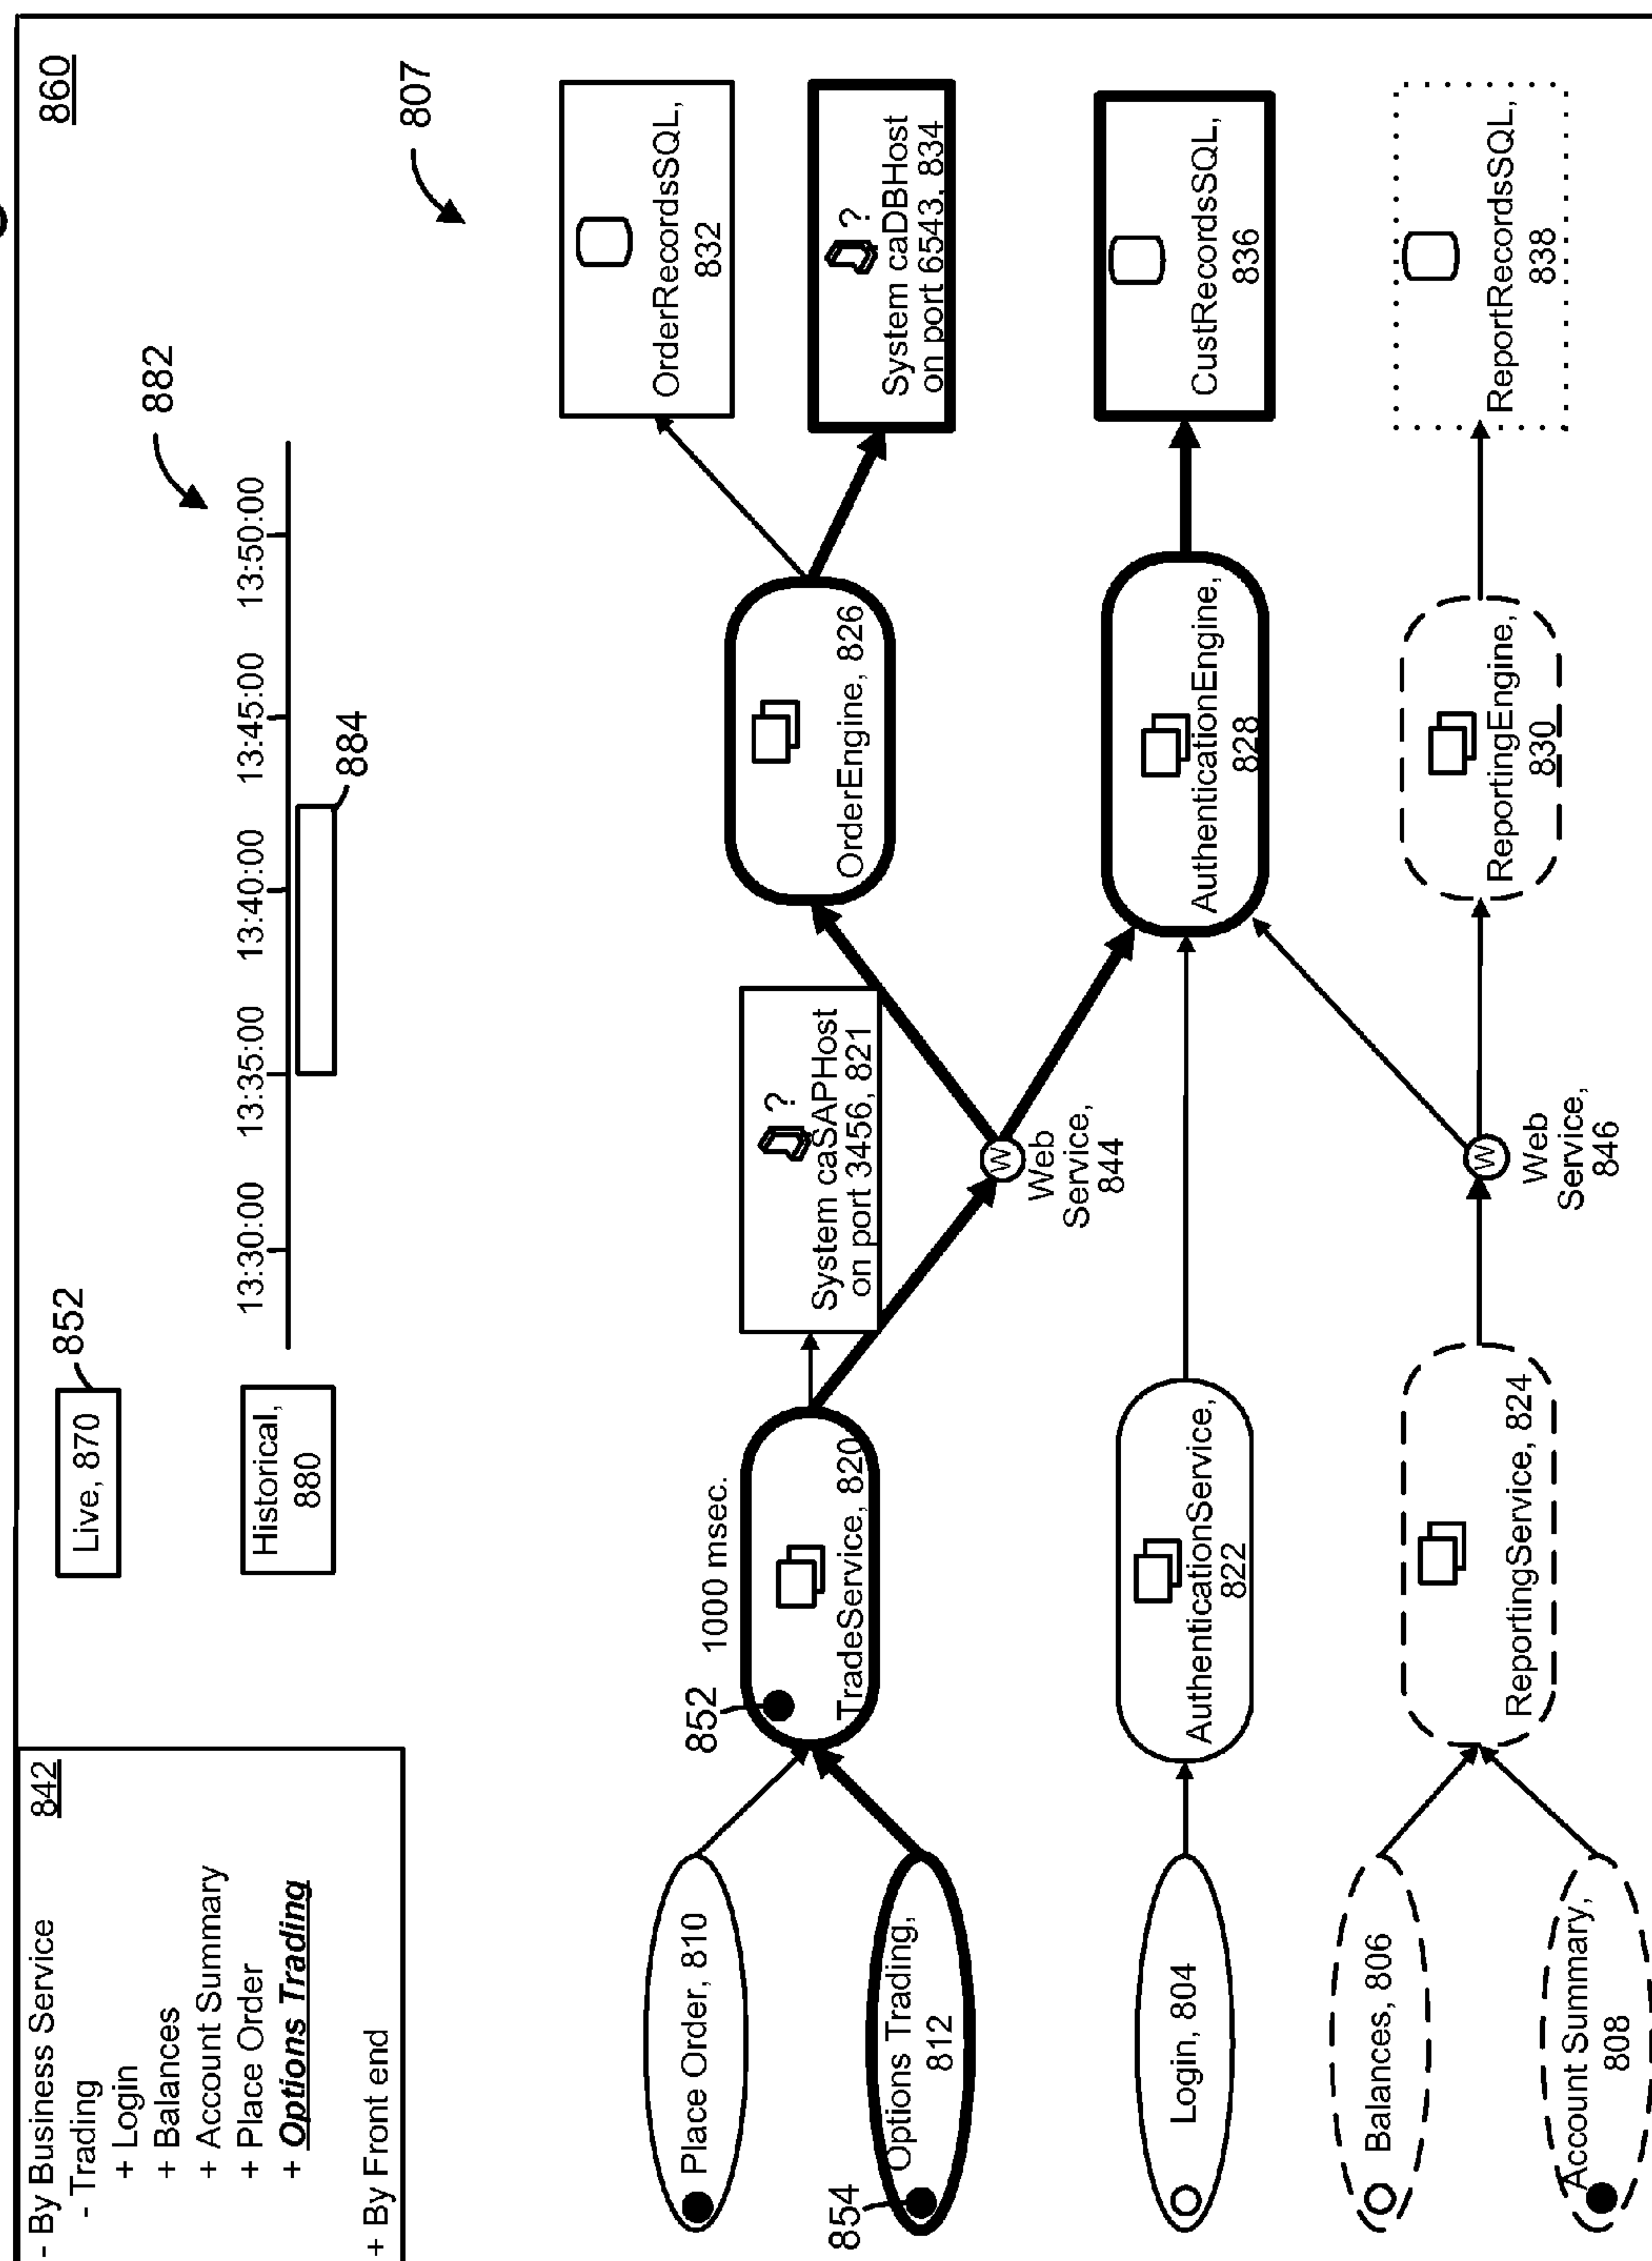 860
842
- By Business Service
- Trading
+ Login
+ Balances
+ Account Summary
+ Place Order
+ Options Trading
+ By Front end
Live, 870
852
Historical,
880
13:30:00
13:35:00
13:40:00
13:45:00
13:50:00
882
884
807
Place Order, 810
854
Options Trading,
812
Login, 804
Balances, 806
Account Summary,
808
852
1000 msec.
TradeService, 820
AuthenticationService,
822
ReportingService, 824
?
System caSAPHost
on port 3456, 821
W
Web
Service,
844
W
Web
Service,
846
OrderEngine, 826
AuthenticationEngine,
828
ReportingEngine,
830
OrderRecordsSQL,
832
?
System caDBHost
on port 6543, 834
CustRecordsSQL,
836
ReportRecordsSQL,
838